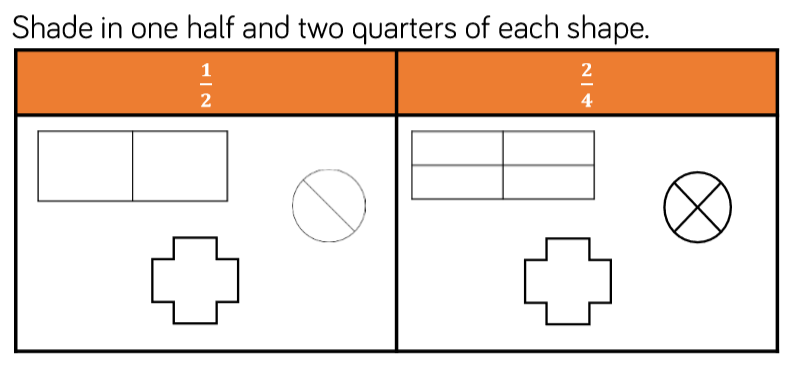 Shade in one half and two quarters of each shape.
1/2 2/4